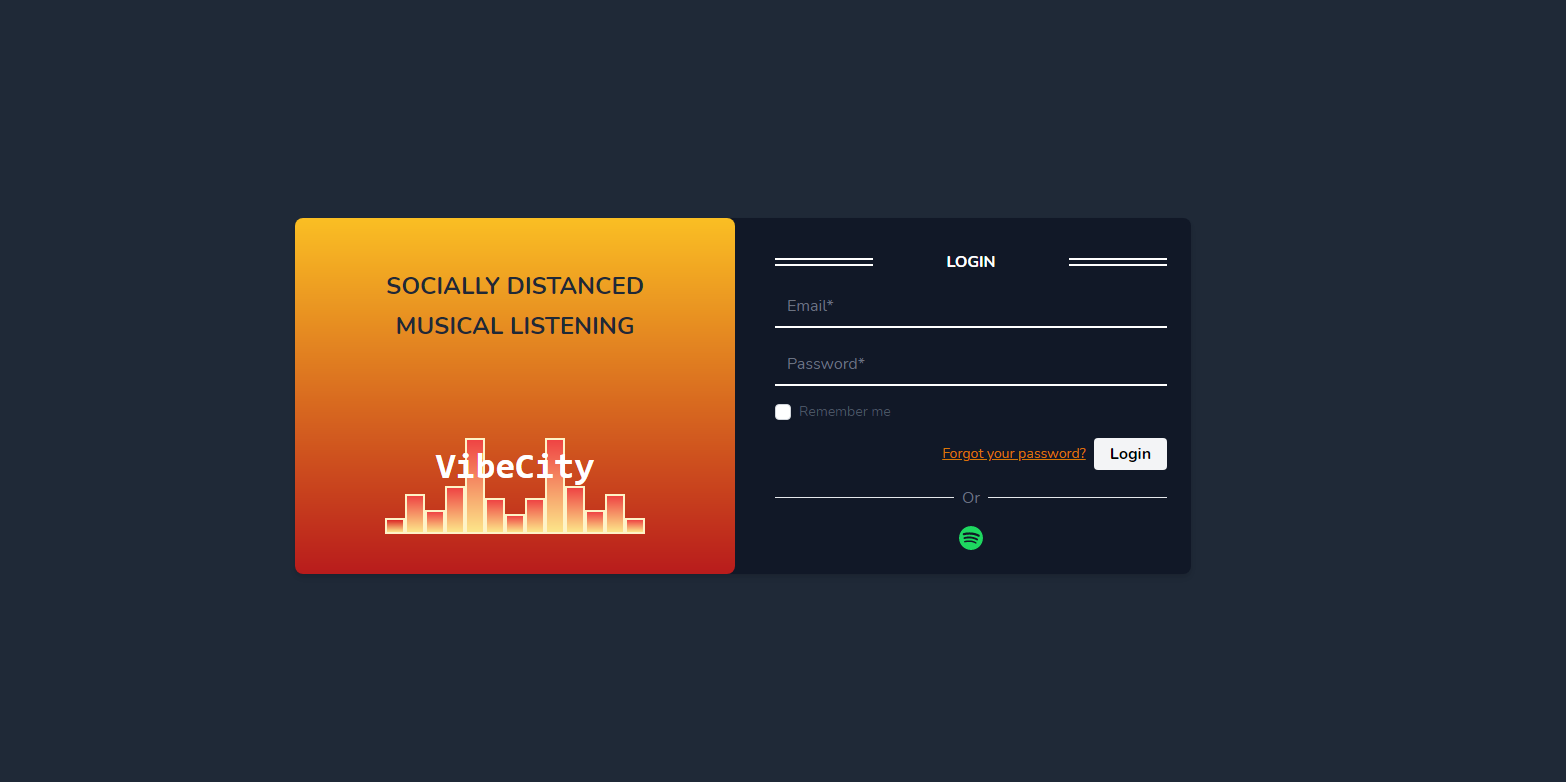 SOCIALLY DISTANCED
MUSICAL LISTENING
VibeCity
LOGIN
Email*
Password*
Remember me
Forgot your password?
Login
Or